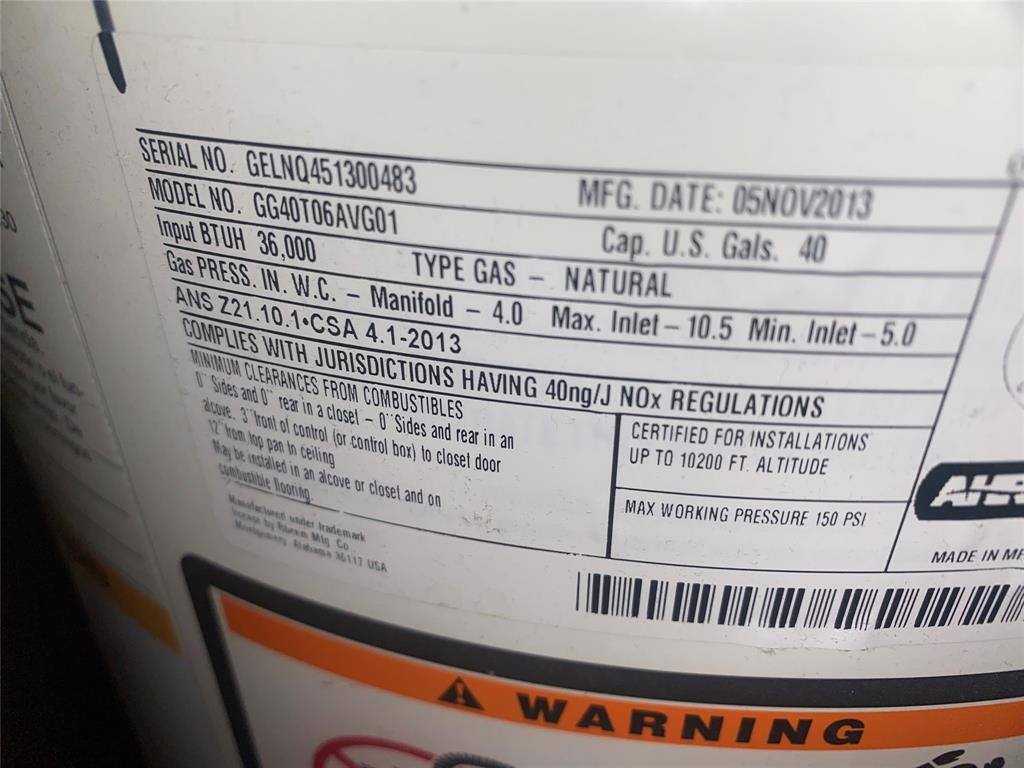 SERIAL NO. GELNQ451300483
MFG. DATE: 05NOV2013
MODEL NO. GG40T06AVG01
Cap. U.S. Gals. 40
Input BTUH 36,000
TYPE GAS - NATURAL
Gas PRESS. IN. W.C. - Manifold - 4.0 Max. Inlet - 10.5 Min. Inlet - 5.0
ANS Z21.10.1•CSA 4.1-2013
COMPLIES WITH JURISDICTIONS HAVING 40ng/J NOx REGULATIONS
MINIMUM CLEARANCES FROM COMBUSTIBLES
0" Sides and 0" rear in a closet - 0" Sides and rear in an
alcove. 3" front of control (or control box) to closet door
12" from top pan to ceiling
May be installed in an alcove or closet and on
combustible flooring.
CERTIFIED FOR INSTALLATIONS
UP TO 10200 FT. ALTITUDE
MAX WORKING PRESSURE 150 PSI
Manufactured under trademark
license by Rheem Mfg Co
Montgomery, Alabama 36117 USA
MADE IN
WARNING